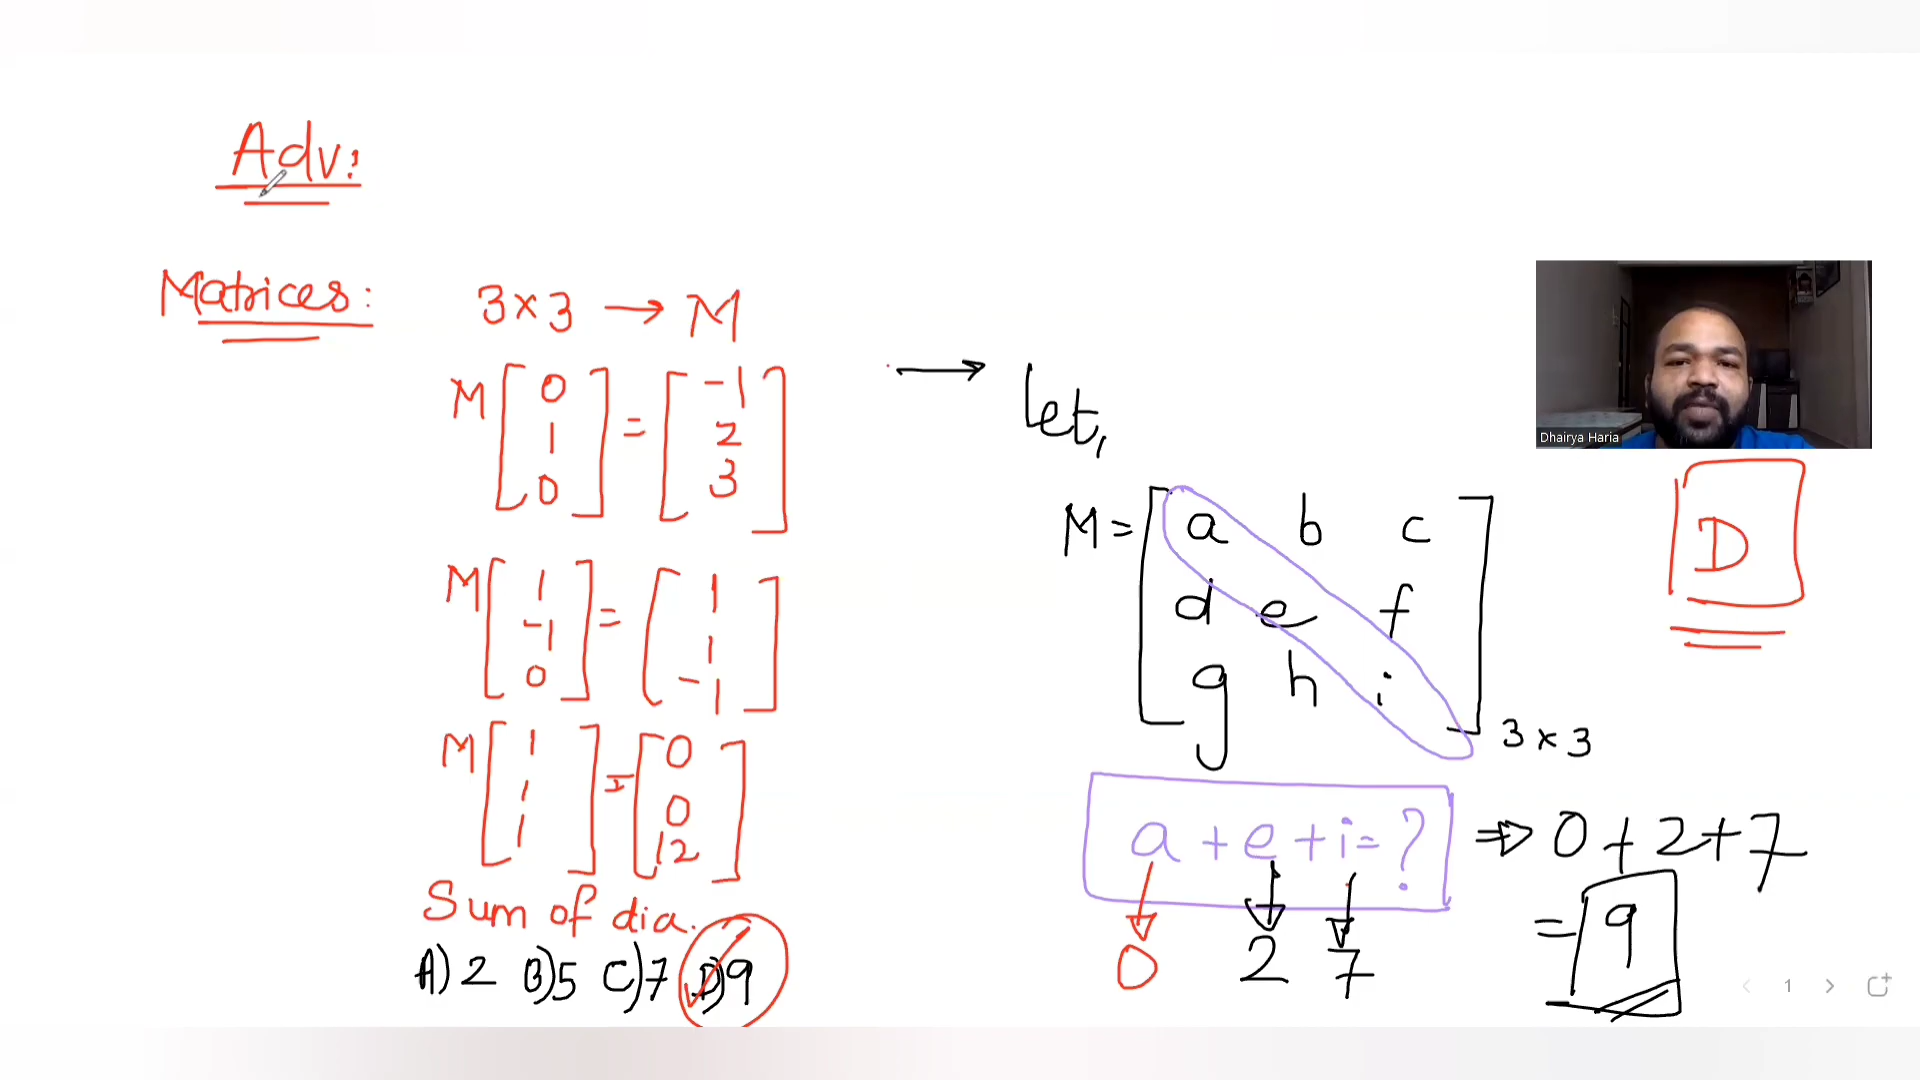 Adv:
Matrices: 3×3 → M
M [0 1 0] = [-1 2 3]
M [1 -1 0] = [1 1 -1]
M [1 1 1] = [0 0 12]
Sum of dia.
A) 2 B) 5 C) 7 D) 9
→ let,
M = [a b c
d e f
g h i] 3×3
a + e + i = ? ⇒ 0 + 2 + 7
0 2 7
= 9
Dhairya Haria
D
1